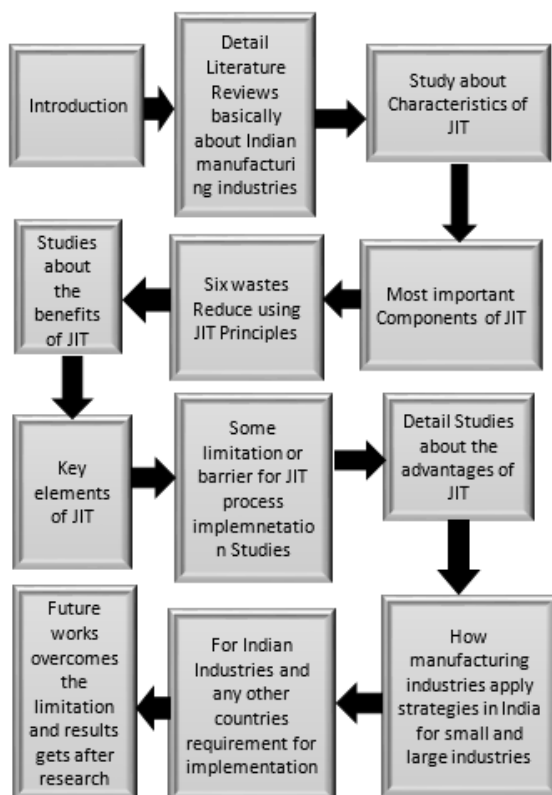 Introduction
Detail
Literature
Reviews
basically
about Indian
manufacturi
ng industries
Study about
Characteristics of
JIT
Most important
Components of JIT
Six wastes
Reduce using
JIT Principles
Studies
about
the
benefits
of JIT
Key
elements
of JIT
Some
limitation or
barrier for JIT
process
implemnetatio
n Studies
Detail Studies
about the
advantages of
JIT
How
manufacturing
industries apply
strategies in India
for small and
large industries
For Indian
Industries and
any other
countries
requirement for
implementation
Future
works
overcomes
the
limitation
and results
gets after
research